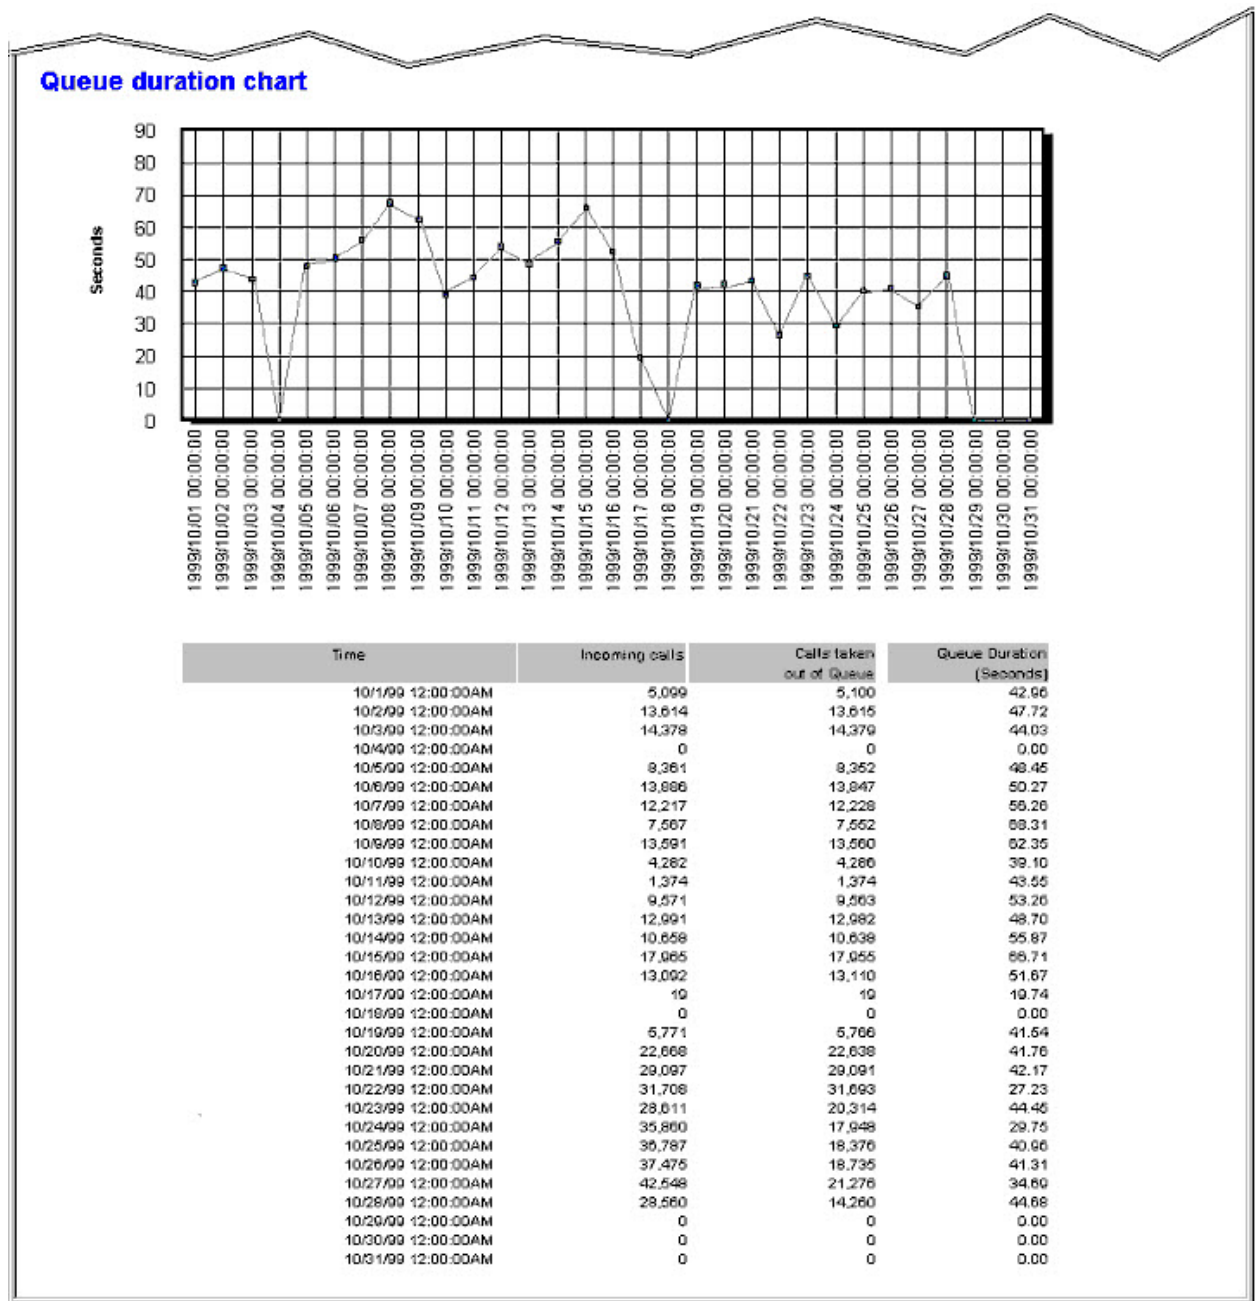 Queue duration chart
90
80
70
60
50
40
30
20
10
0
Seconds
1999/10/01 00:00:00
1999/10/02 00:00:00
1999/10/03 00:00:00
1999/10/04 00:00:00
1999/10/05 00:00:00
1999/10/06 00:00:00
1999/10/07 00:00:00
1999/10/08 00:00:00
1999/10/09 00:00:00
1999/10/10 00:00:00
1999/10/11 00:00:00
1999/10/12 00:00:00
1999/10/13 00:00:00
1999/10/14 00:00:00
1999/10/15 00:00:00
1999/10/16 00:00:00
1999/10/17 00:00:00
1999/10/18 00:00:00
1999/10/19 00:00:00
1999/10/20 00:00:00
1999/10/21 00:00:00
1999/10/22 00:00:00
1999/10/23 00:00:00
1999/10/24 00:00:00
1999/10/25 00:00:00
1999/10/26 00:00:00
1999/10/27 00:00:00
1999/10/28 00:00:00
1999/10/29 00:00:00
1999/10/30 00:00:00
1999/10/31 00:00:00
Time Incoming calls Calls taken Queue Duration
out of Queue (Seconds)
10/1/99 12:00:00AM 5,099 5,100 42.96
10/2/99 12:00:00AM 13,614 13,615 47.72
10/3/99 12:00:00AM 14,378 14,379 44.03
10/4/99 12:00:00AM 0 0 0.00
10/5/99 12:00:00AM 8,361 8,352 48.45
10/6/99 12:00:00AM 13,886 13,847 50.27
10/7/99 12:00:00AM 12,217 12,228 56.26
10/8/99 12:00:00AM 7,567 7,552 68.31
10/9/99 12:00:00AM 13,591 13,560 62.35
10/10/99 12:00:00AM 4,282 4,286 39.10
10/11/99 12:00:00AM 1,374 1,374 43.55
10/12/99 12:00:00AM 9,571 9,563 53.26
10/13/99 12:00:00AM 12,991 12,982 48.70
10/14/99 12:00:00AM 10,658 10,638 55.87
10/15/99 12:00:00AM 17,965 17,955 66.71
10/16/99 12:00:00AM 13,092 13,110 51.67
10/17/99 12:00:00AM 19 19 19.74
10/18/99 12:00:00AM 0 0 0.00
10/19/99 12:00:00AM 5,771 5,766 41.54
10/20/99 12:00:00AM 22,668 22,638 41.76
10/21/99 12:00:00AM 29,097 29,091 42.17
10/22/99 12:00:00AM 31,708 31,693 27.23
10/23/99 12:00:00AM 28,611 20,314 44.45
10/24/99 12:00:00AM 35,860 17,948 29.75
10/25/99 12:00:00AM 36,787 18,376 40.96
10/26/99 12:00:00AM 37,475 18,735 41.31
10/27/99 12:00:00AM 42,548 21,276 34.69
10/28/99 12:00:00AM 28,560 14,260 44.68
10/29/99 12:00:00AM 0 0 0.00
10/30/99 12:00:00AM 0 0 0.00
10/31/99 12:00:00AM 0 0 0.00